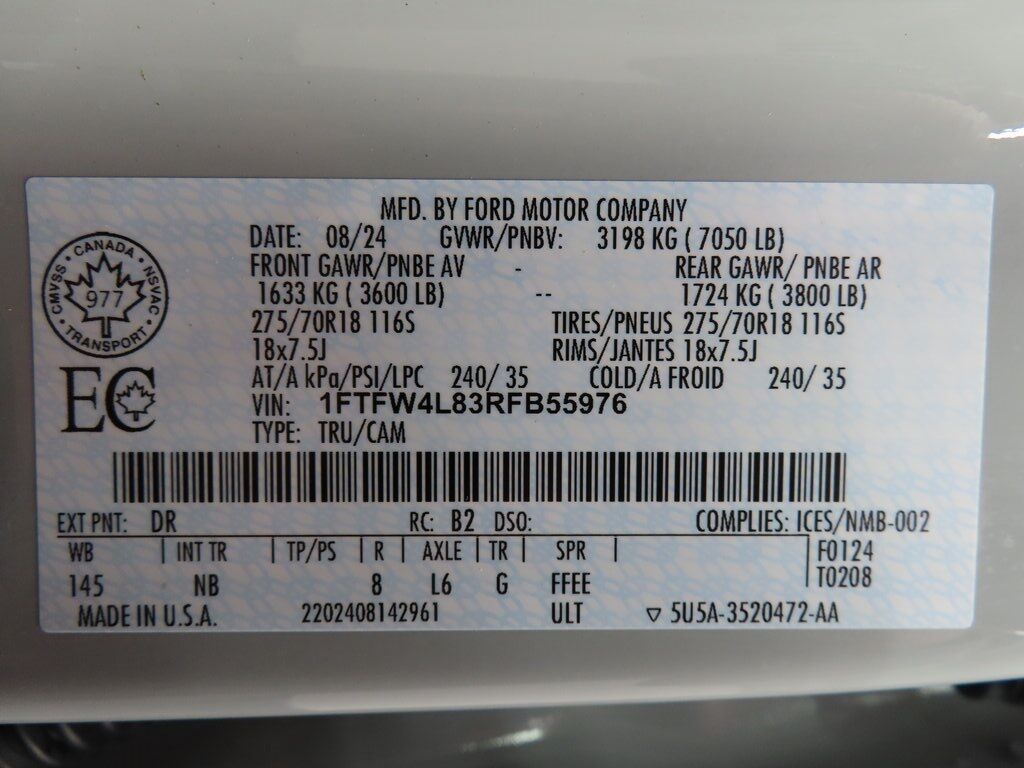 MFD. BY FORD MOTOR COMPANY
DATE: 08/24 GVWR/PNBV: 3198 KG ( 7050 LB)
FRONT GAWR/PNBE AV - REAR GAWR/ PNBE AR
1633 KG ( 3600 LB) -- 1724 KG ( 3800 LB)
275/70R18 116S TIRES/PNEUS 275/70R18 116S
18x7.5J RIMS/JANTES 18x7.5J
AT/A kPa/PSI/LPC 240/ 35 COLD/A FROID 240/ 35
VIN: 1FTFW4L83RFB55976
TYPE: TRU/CAM
CANADA • NSVAC • TRANSPORT • CMVSS •
977
EC
EXT PNT: DR RC: B2 DSO: COMPLIES: ICES/NMB-002
WB | INT TR | TP/PS | R | AXLE | TR | SPR | F0124
145 NB 8 L6 G FFEE T0208
MADE IN U.S.A. 2202408142961 ULT ▽ 5U5A-3520472-AA